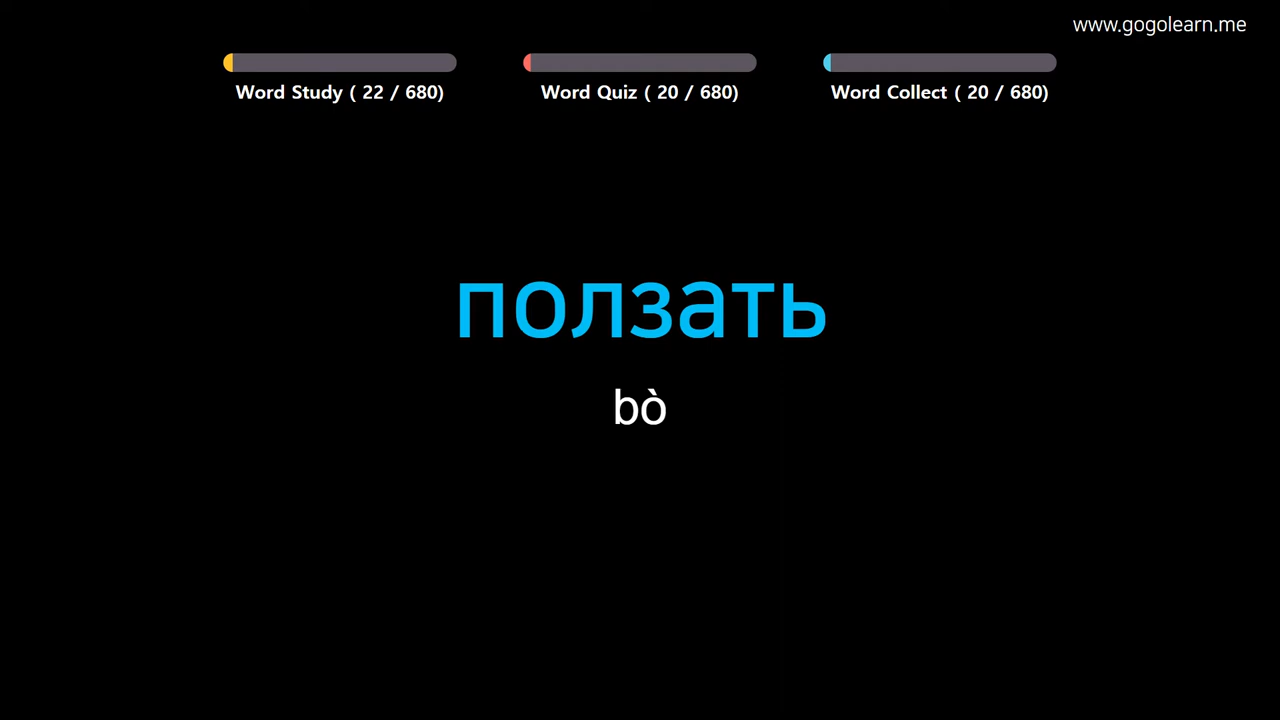 www.gogolearn.me
Word Study ( 22 / 680)
Word Quiz ( 20 / 680)
Word Collect ( 20 / 680)
ползать
bò